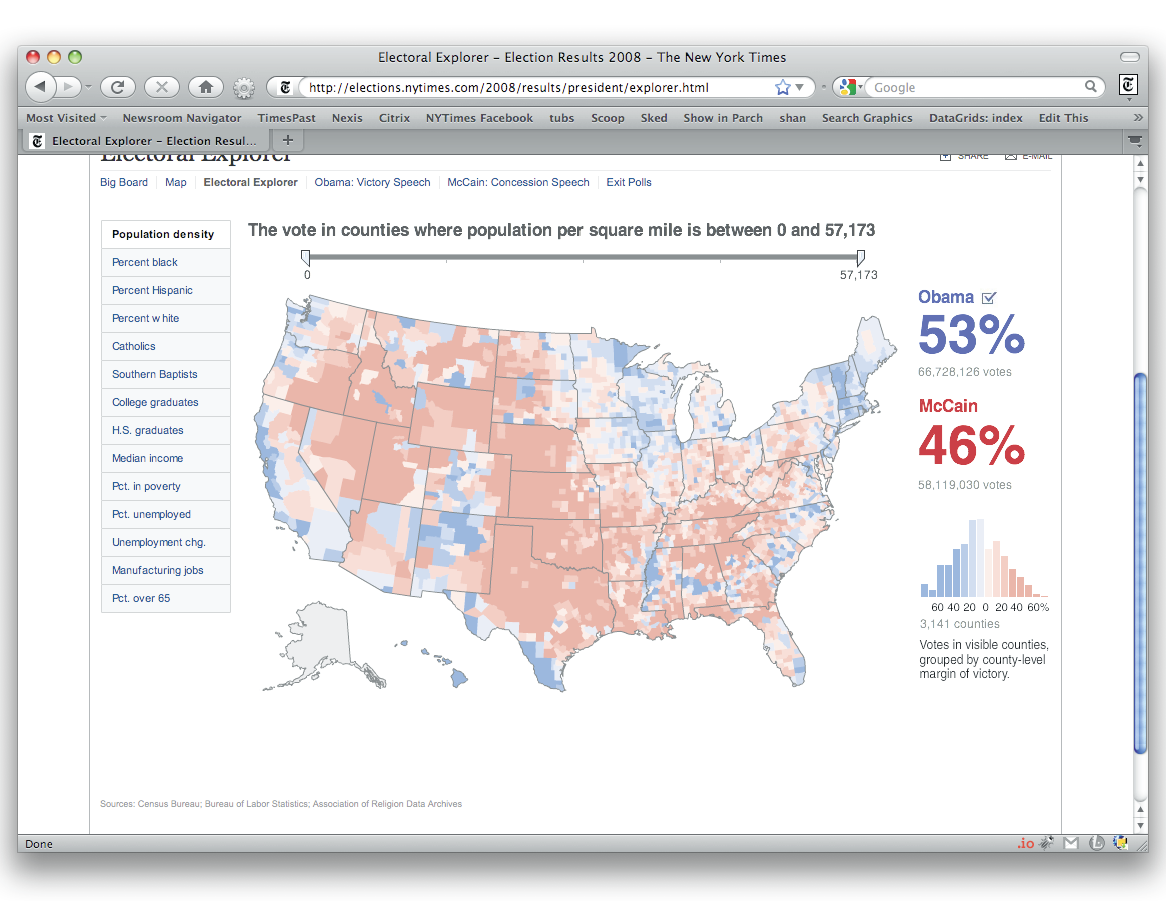 Electoral Explorer – Election Results 2008 – The New York Times
http://elections.nytimes.com/2008/results/president/explorer.html
Google
Most Visited Newsroom Navigator TimesPast Nexis Citrix NYTimes Facebook tubs Scoop Sked Show in Parch shan Search Graphics DataGrids: index Edit This
Electoral Explorer – Election Resul...
Electoral Explorer
SHARE E-MAIL
Big Board Map Electoral Explorer Obama: Victory Speech McCain: Concession Speech Exit Polls
Population density
Percent black
Percent Hispanic
Percent white
Catholics
Southern Baptists
College graduates
H.S. graduates
Median income
Pct. in poverty
Pct. unemployed
Unemployment chg.
Manufacturing jobs
Pct. over 65
The vote in counties where population per square mile is between 0 and 57,173
0 57,173
Obama
53%
66,728,126 votes
McCain
46%
58,119,030 votes
60 40 20 0 20 40 60%
3,141 counties
Votes in visible counties,
grouped by county-level
margin of victory.
Sources: Census Bureau; Bureau of Labor Statistics; Association of Religion Data Archives
Done
.io